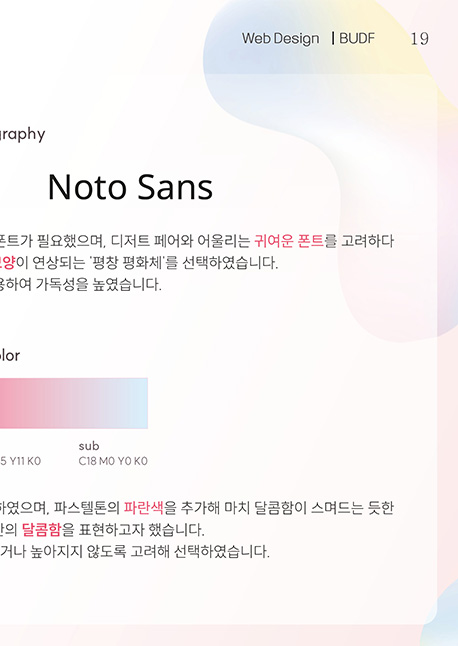 Web Design | BUDF 19
graphy
Noto Sans
폰트가 필요했으며, 디저트 페어와 어울리는 귀여운 폰트를 고려하다
모양이 연상되는 '평창 평화체'를 선택하였습니다.
용하여 가독성을 높였습니다.
olor
sub
5 Y11 K0 C18 M0 Y0 K0
하였으며, 파스텔톤의 파란색을 추가해 마치 달콤함이 스며드는 듯한
의 달콤함을 표현하고자 했습니다.
거나 높아지지 않도록 고려해 선택하였습니다.